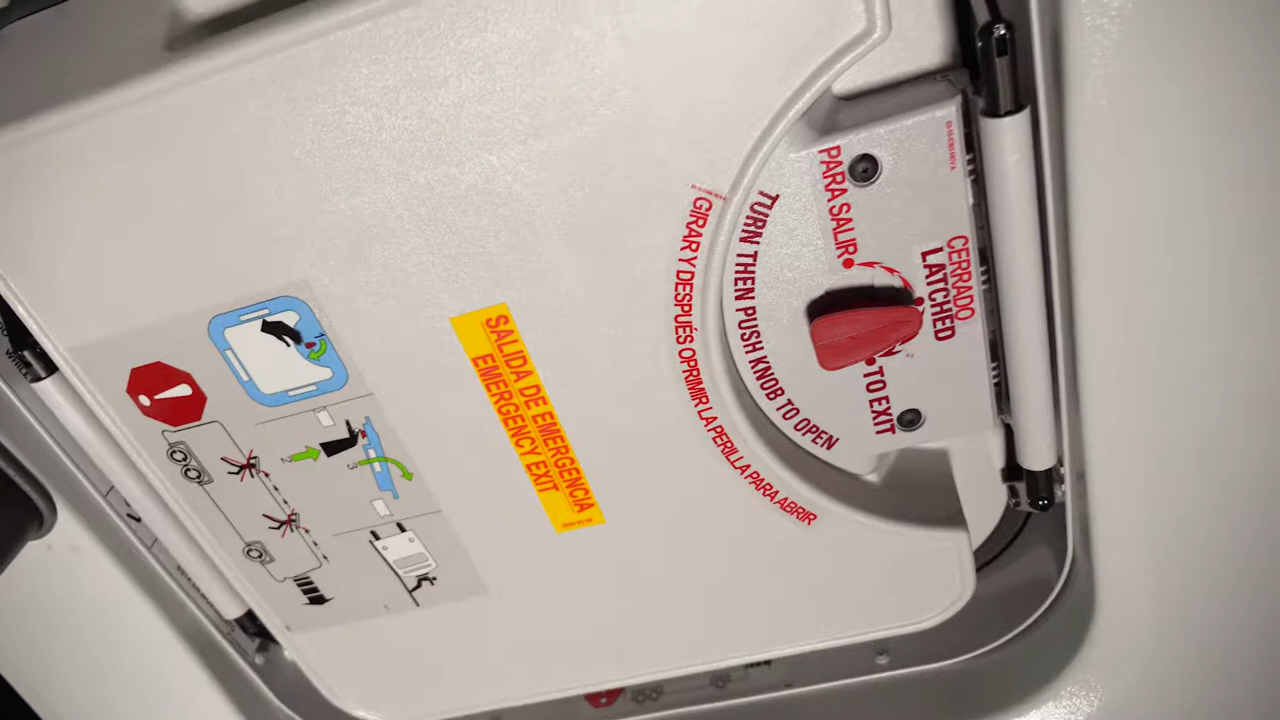 SALIDA DE EMERGENCIA
EMERGENCY EXIT
GIRAR Y DESPUÉS OPRIMIR LA PERILLA PARA ABRIR
TURN THEN PUSH KNOB TO OPEN
PARA SALIR
TO EXIT
CERRADO
LATCHED